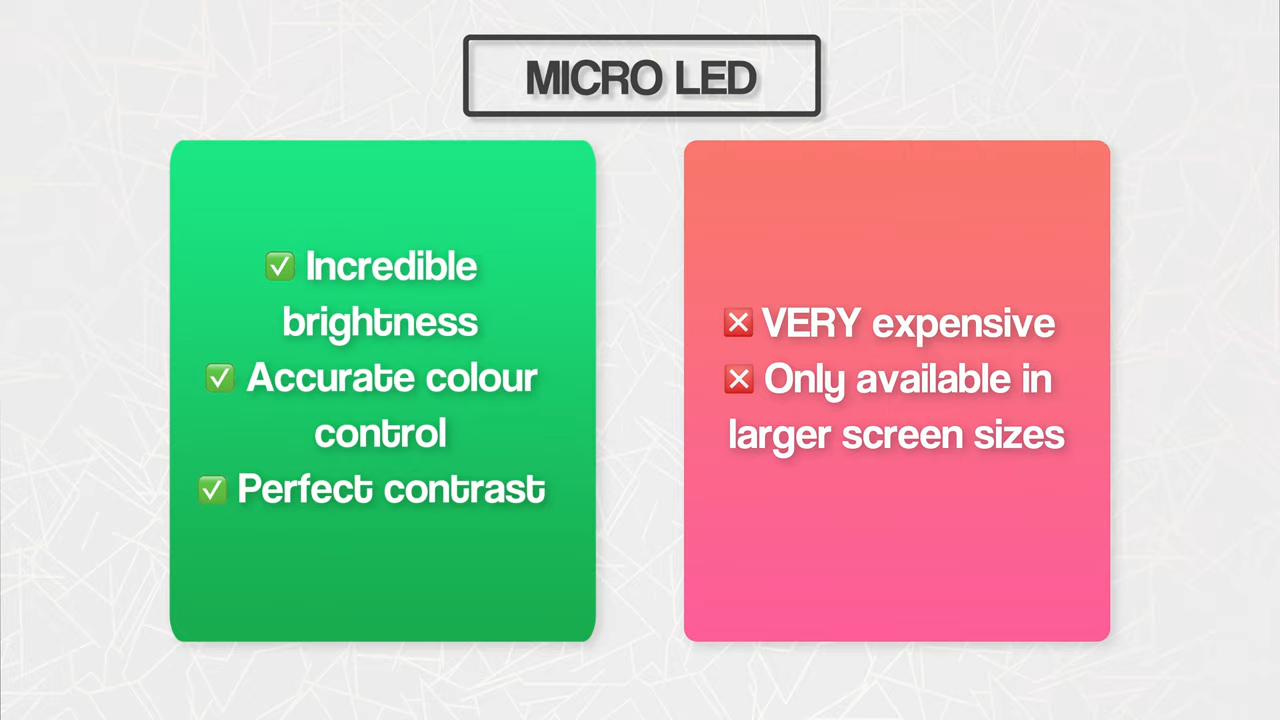 MICRO LED
✅ Incredible
brightness
✅ Accurate colour
control
✅ Perfect contrast
❎ VERY expensive
❎ Only available in
larger screen sizes